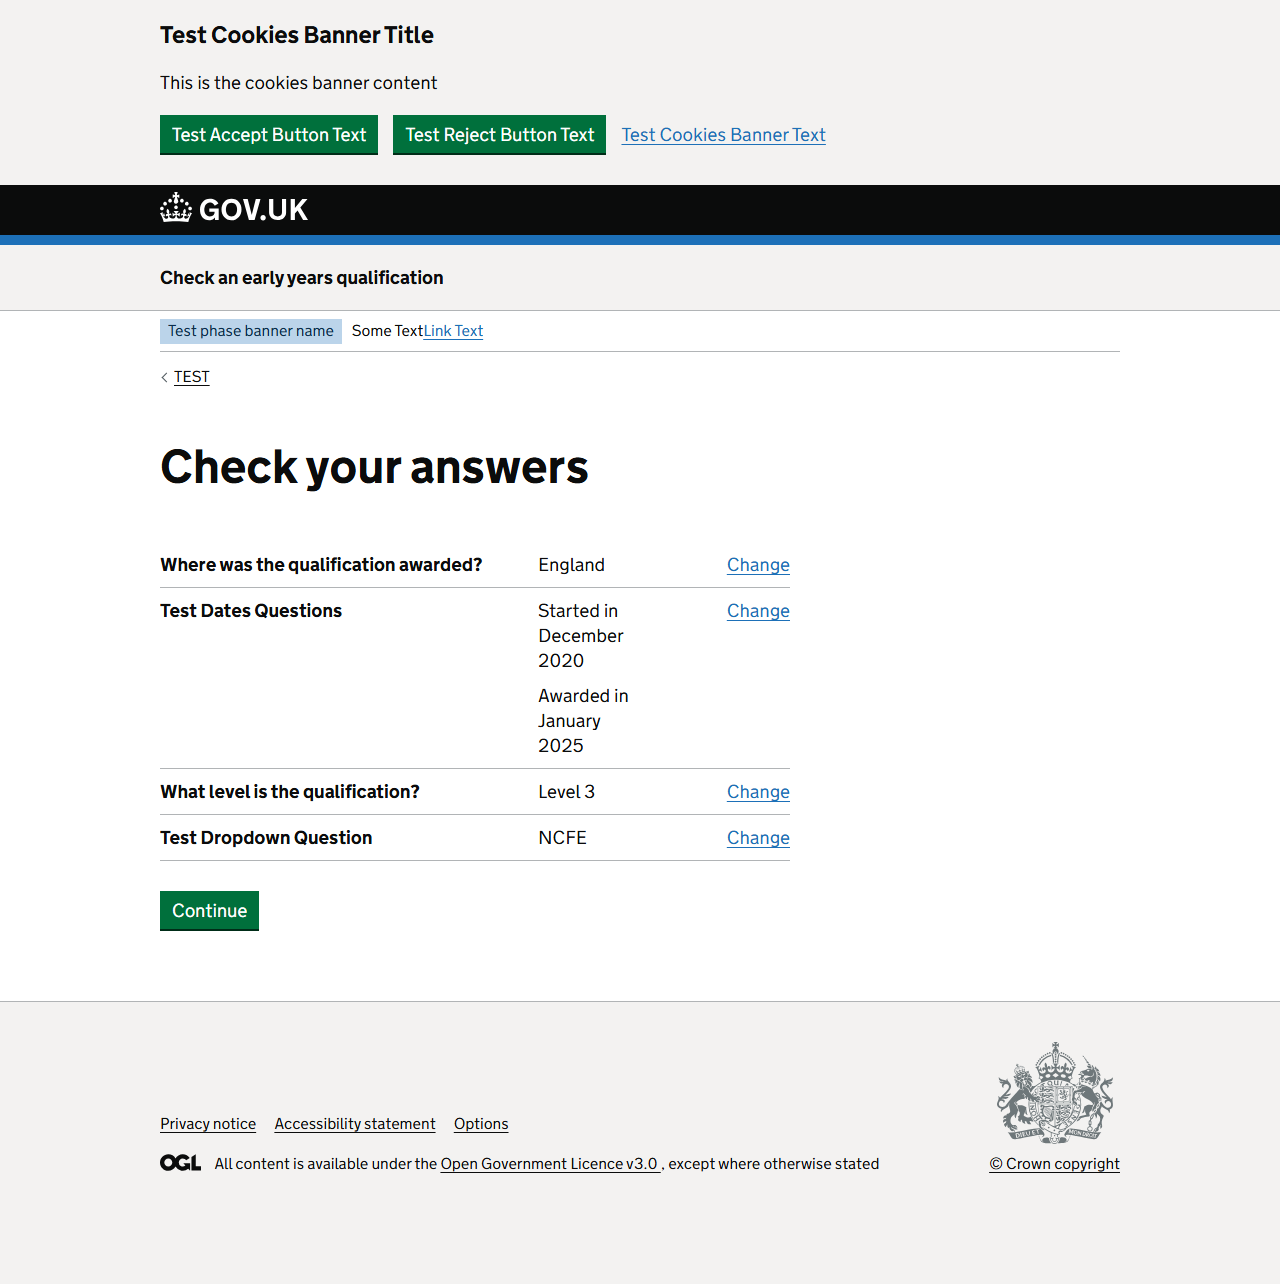 Test Cookies Banner Title
This is the cookies banner content
Test Accept Button Text Test Reject Button Text Test Cookies Banner Text
GOV.UK
Check an early years qualification
Test phase banner name Some TextLink Text
TEST
Check your answers
Where was the qualification awarded? England Change
Test Dates Questions Started in Change
December
2020
Awarded in
January
2025
What level is the qualification? Level 3 Change
Test Dropdown Question NCFE Change
Continue
Privacy notice Accessibility statement Options
OGL All content is available under the Open Government Licence v3.0 , except where otherwise stated
© Crown copyright